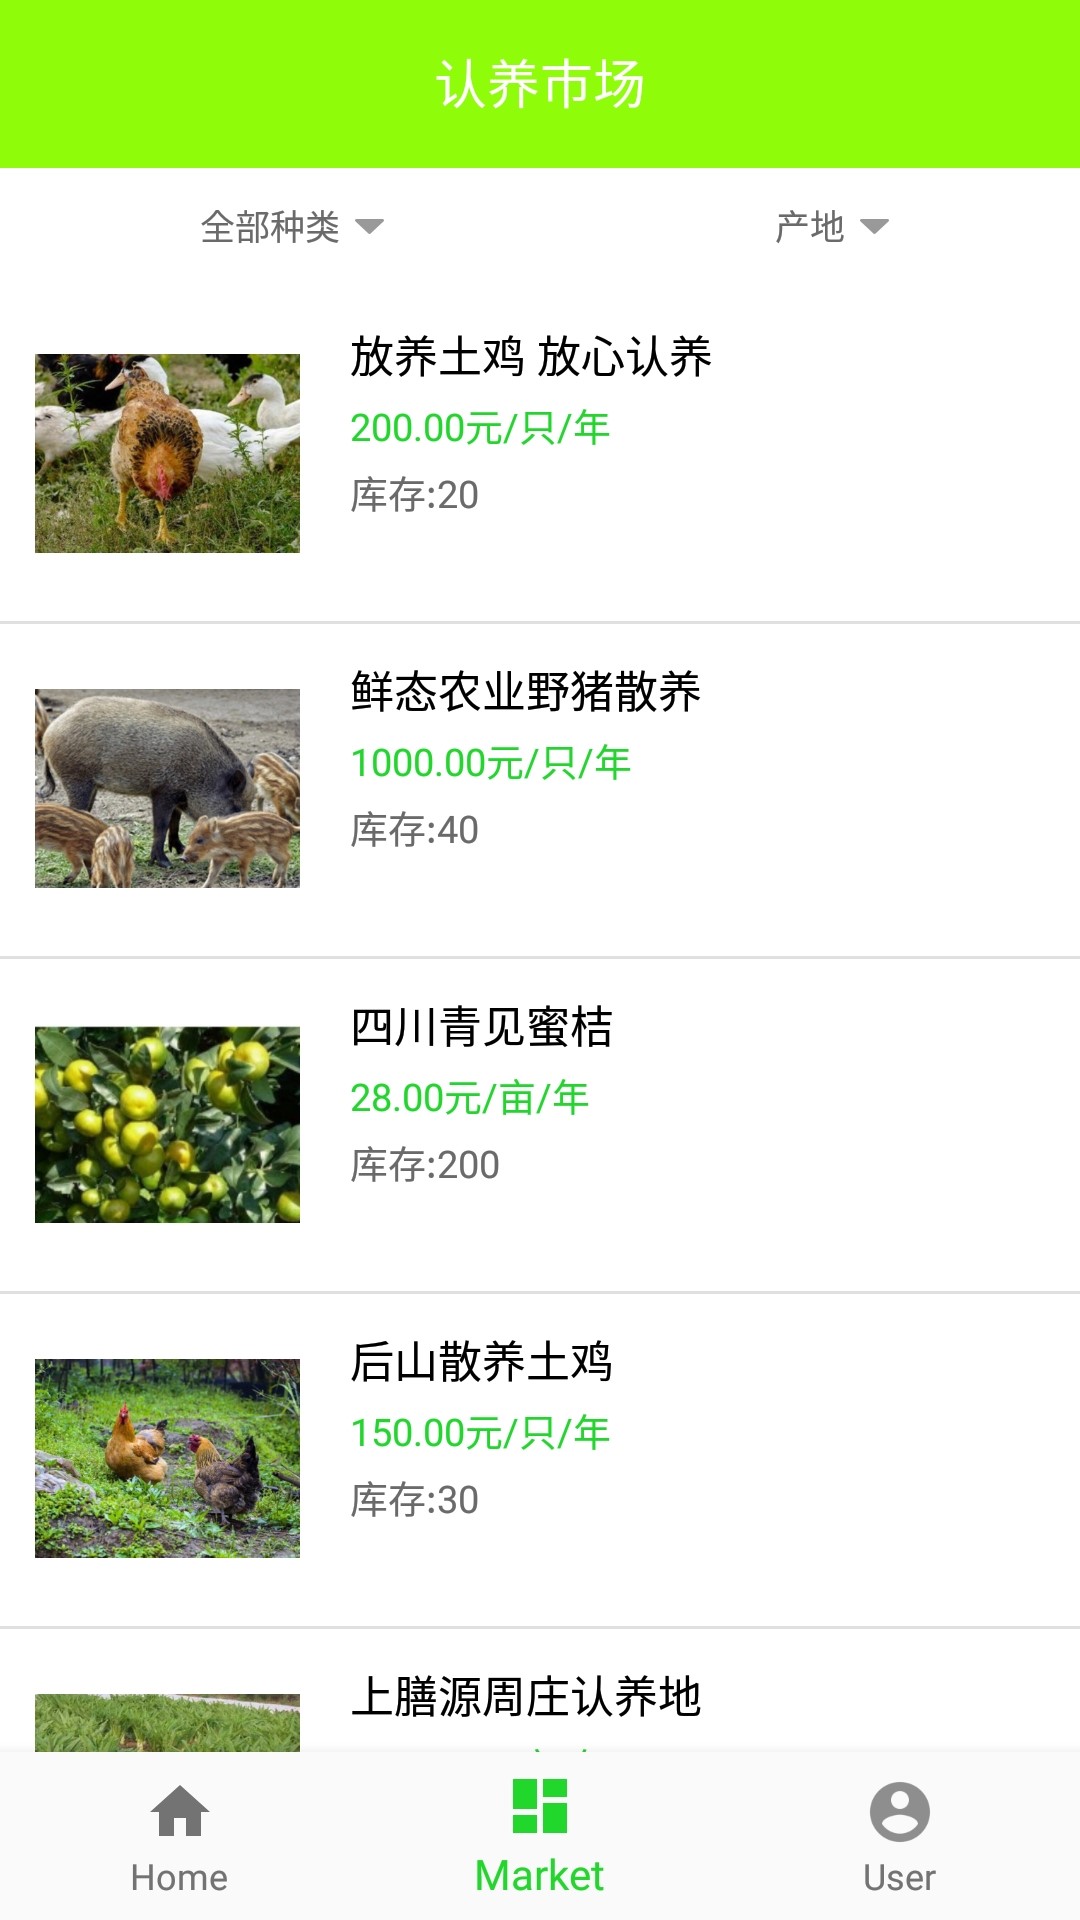 认养市场
全部种类 产地
放养土鸡 放心认养
200.00元/只/年
库存:20
鲜态农业野猪散养
1000.00元/只/年
库存:40
四川青见蜜桔
28.00元/亩/年
库存:200
后山散养土鸡
150.00元/只/年
库存:30
上膳源周庄认养地
Home Market User